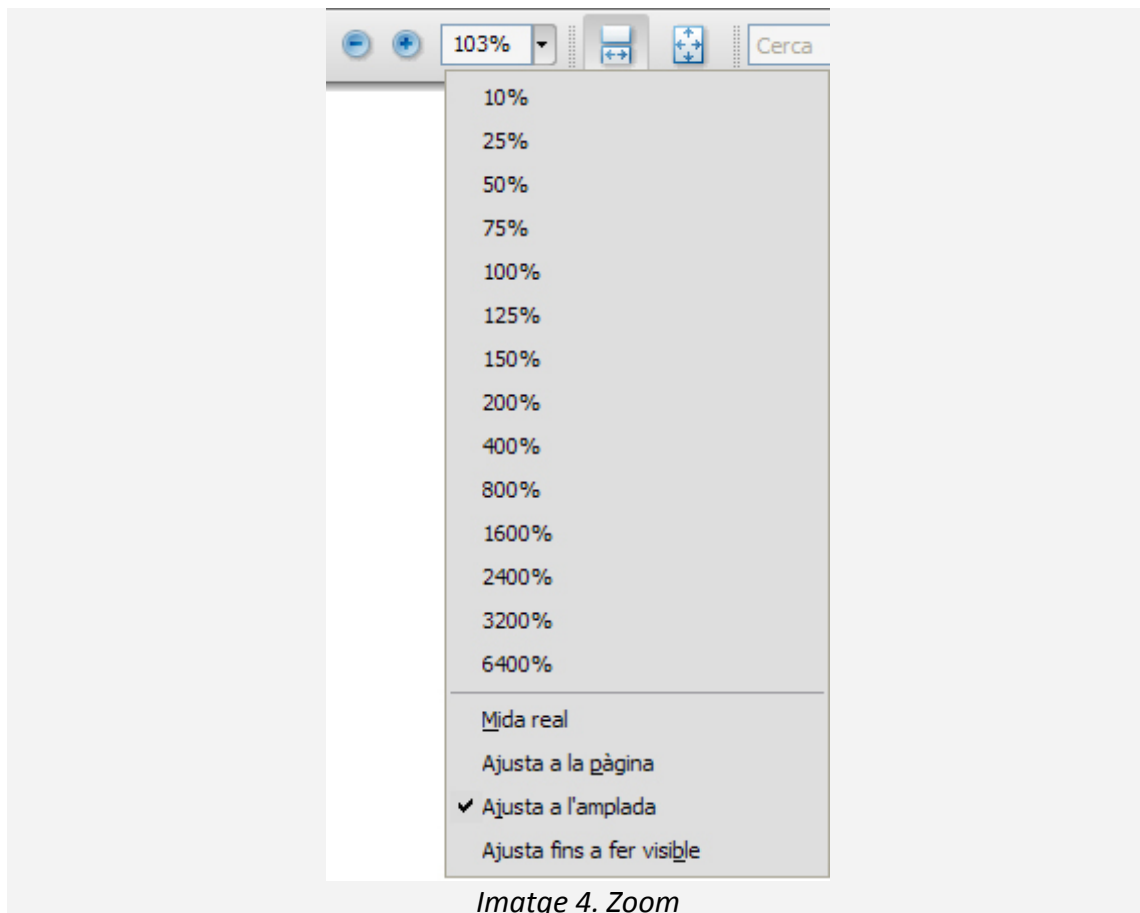 103% Cerca
10%
25%
50%
75%
100%
125%
150%
200%
400%
800%
1600%
2400%
3200%
6400%
Mida real
Ajusta a la pàgina
Ajusta a l'amplada
Ajusta fins a fer visible
Imatge 4. Zoom